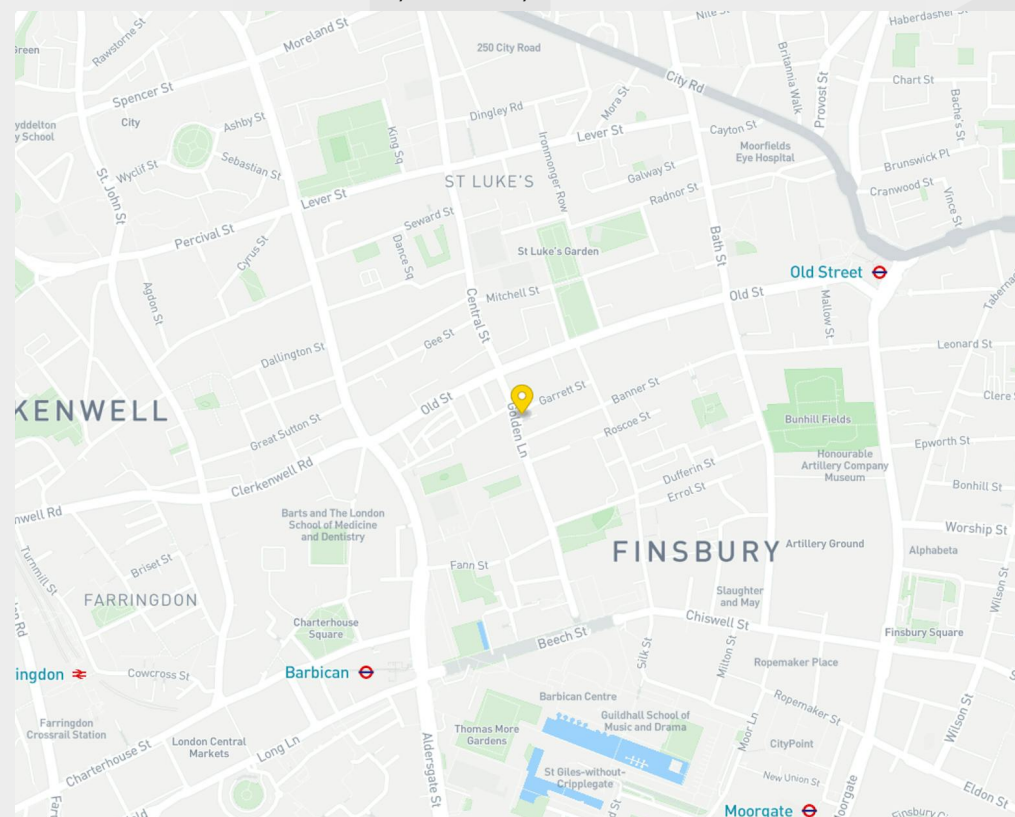 Nile St
Haberdasher St
Rawstorne St
Moreland St
250 City Road
Green
Britannia Walk
Provost St
City Rd
Chart St
Spencer St
Mora St
Bache's St
Dingley Rd
City
Ashby St
King Sq
Lever St
Cayton St
yddelton
y School
Ironmonger Row
Moorfields
Eye Hospital
Brunswick Pl
Wyclif St
Sebastian St
Galway St
ST LUKE'S
Cranwood St
St. John St
Lever St
Radnor St
Vince St
Seward St
Percival St
Bath St
Cyrus St
Dance Sq
St Luke's Garden
Old Street
Agdon St
Mitchell St
Old St
Central St
Mallow St
Gee St
Leonard St
Dallington St
Garrett St
Banner St
Clere
Old St
KENWELL
Golden Ln
Bunhill Fields
Great Sutton St
Roscoe St
Epworth St
Honourable
Artillery Company
Museum
Clerkenwell Rd
Dufferin St
Errol St
Bonhill St
nwell Rd
Barts and The London
School of Medicine
and Dentistry
Worship St
FINSBURY
Artillery Ground
Alphabeta
Turnmill St
Briset St
Fann St
FARRINGDON
Slaughter
and May
Wilson St
Charterhouse
Square
Chiswell St
Beech St
Finsbury Square
Silk St
Milton St
Ropemaker Place
ingdon
Cowcross St
Barbican
Barbican Centre
Ropemaker St
Wilson St
Farringdon
Crossrail Station
Thomas More
Gardens
Guildhall School of
Music and Drama
Moor Ln
CityPoint
London Central
Markets
Long Ln
Charterhouse St
Aldersgate St
St Giles-without-
Cripplegate
New Union St
Eldon St
Moorgate
oorgate
Finsbury C